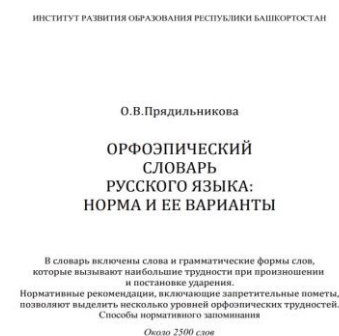 ИНСТИТУТ РАЗВИТИЯ ОБРАЗОВАНИЯ РЕСПУБЛИКИ БАШКОРТОСТАН
О.В.Прядильникова
ОРФОЭПИЧЕСКИЙ
СЛОВАРЬ
РУССКОГО ЯЗЫКА:
НОРМА И ЕЕ ВАРИАНТЫ
В словарь включены слова и грамматические формы слов,
которые вызывают наибольшие трудности при произношении
и постановке ударения.
Нормативные рекомендации, включающие запретительные пометы,
позволяют выделить несколько уровней орфоэпических трудностей.
Способы нормативного запоминания
Около 2500 слов